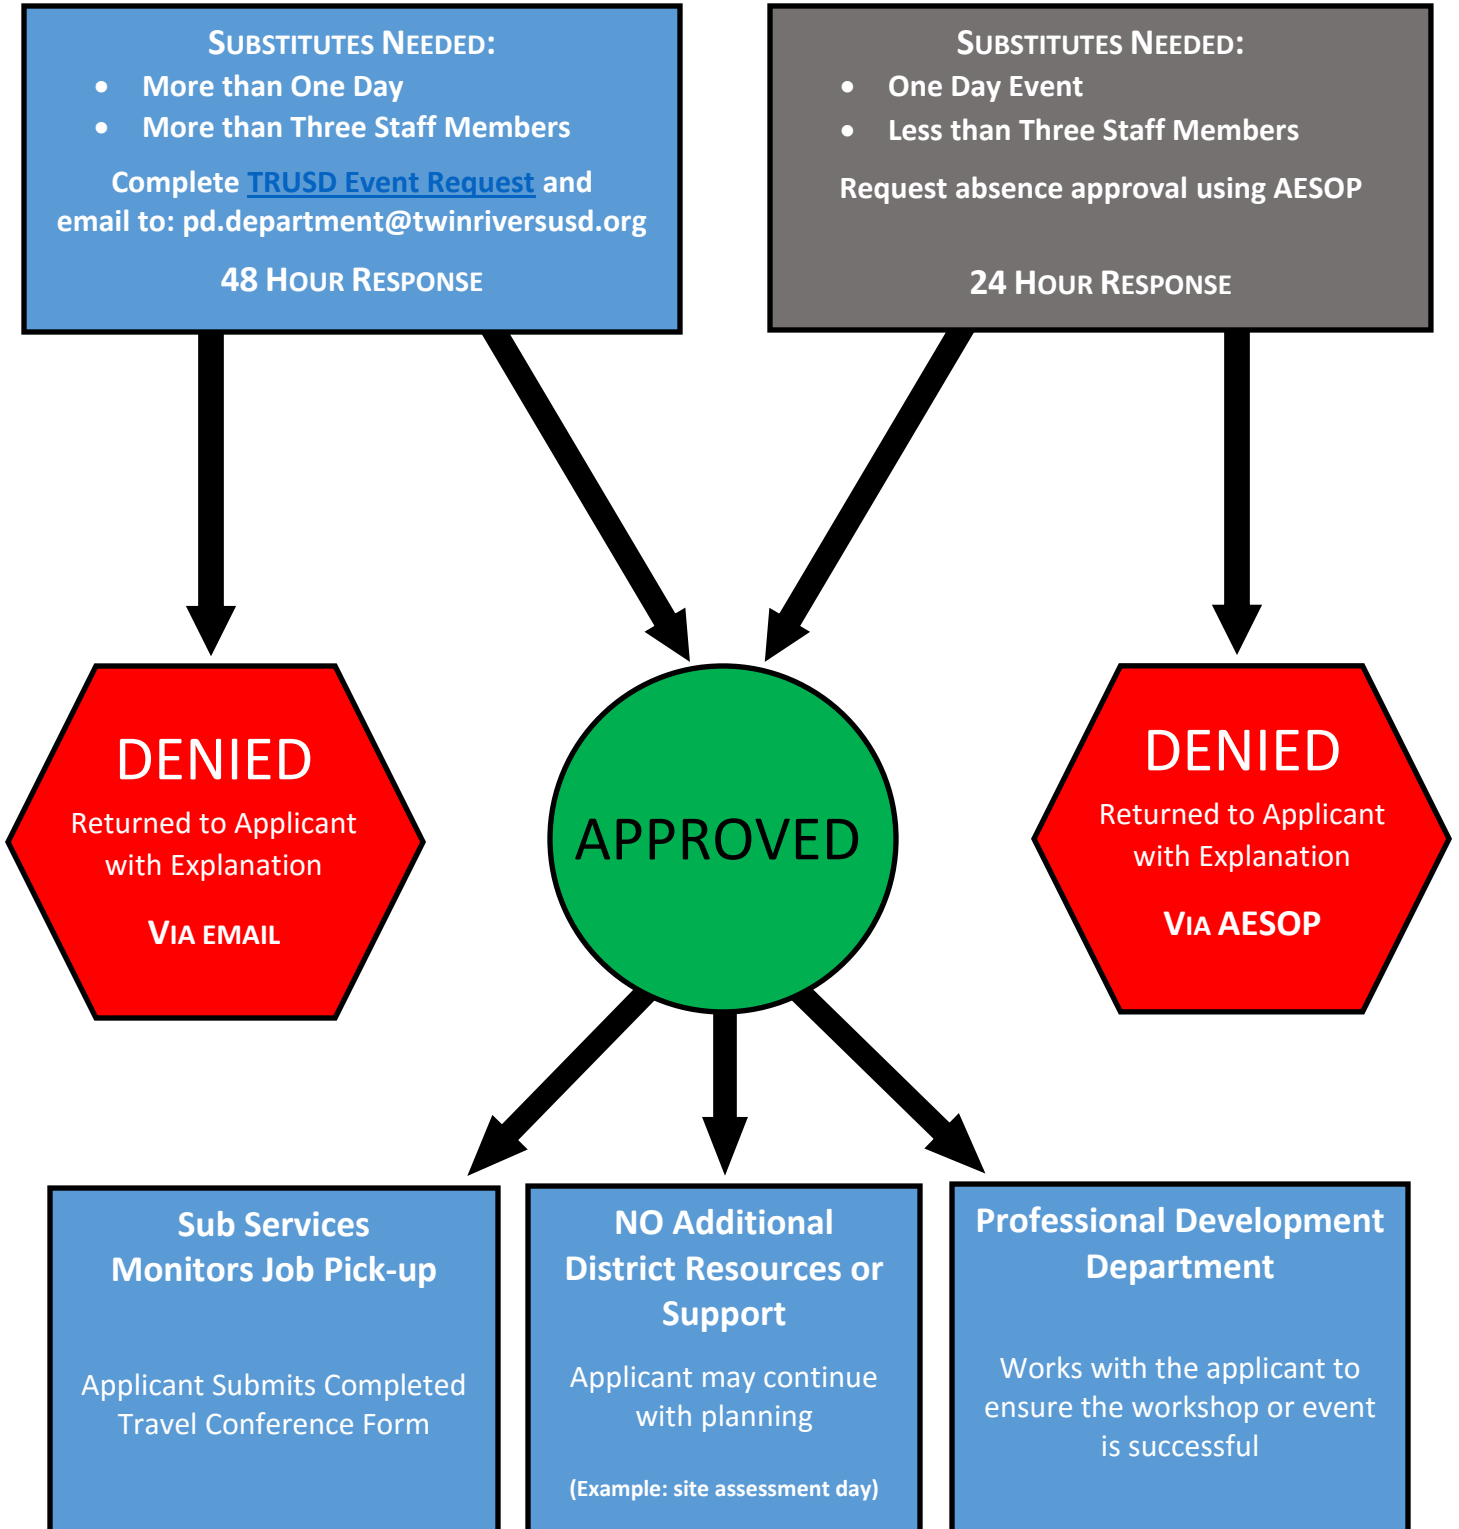 SUBSTITUTES NEEDED:
• More than One Day
• More than Three Staff Members
Complete TRUSD Event Request and
email to: pd.department@twinriversusd.org
48 HOUR RESPONSE
SUBSTITUTES NEEDED:
• One Day Event
• Less than Three Staff Members
Request absence approval using AESOP
24 HOUR RESPONSE
DENIED
Returned to Applicant
with Explanation
VIA EMAIL
APPROVED
DENIED
Returned to Applicant
with Explanation
VIA AESOP
Sub Services
Monitors Job Pick-up
Applicant Submits Completed
Travel Conference Form
NO Additional
District Resources or
Support
Applicant may continue
with planning
(Example: site assessment day)
Professional Development
Department
Works with the applicant to
ensure the workshop or event
is successful